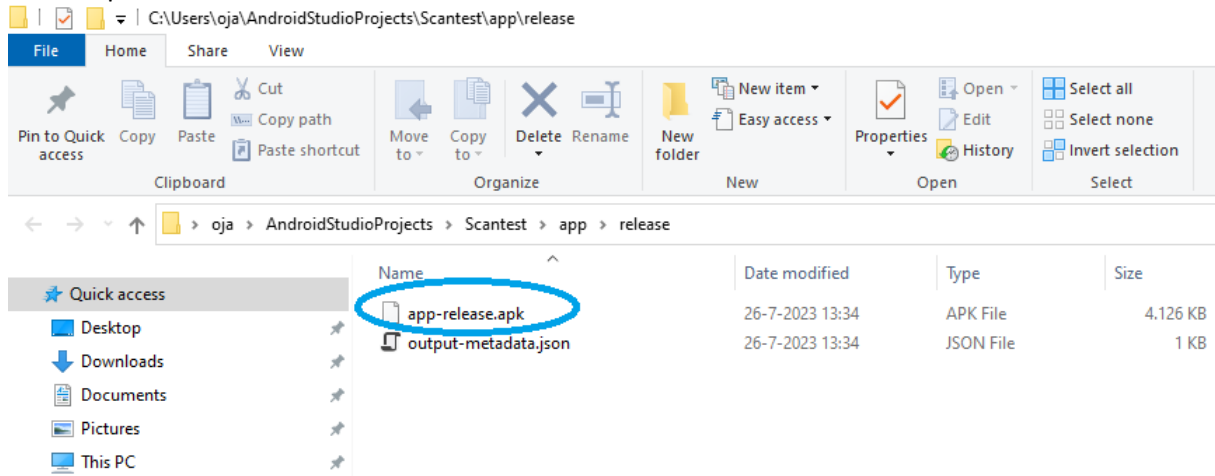 C:\Users\oja\AndroidStudioProjects\Scantest\app\release
File Home Share View
Pin to Quick access
Copy
Paste
Cut
Copy path
Paste shortcut
Clipboard
Move to
Copy to
Delete
Rename
Organize
New folder
New item
Easy access
New
Properties
Open
Edit
History
Open
Select all
Select none
Invert selection
Select
oja > AndroidStudioProjects > Scantest > app > release
Name Date modified Type Size
app-release.apk 26-7-2023 13:34 APK File 4.126 KB
output-metadata.json 26-7-2023 13:34 JSON File 1 KB
Quick access
Desktop
Downloads
Documents
Pictures
This PC